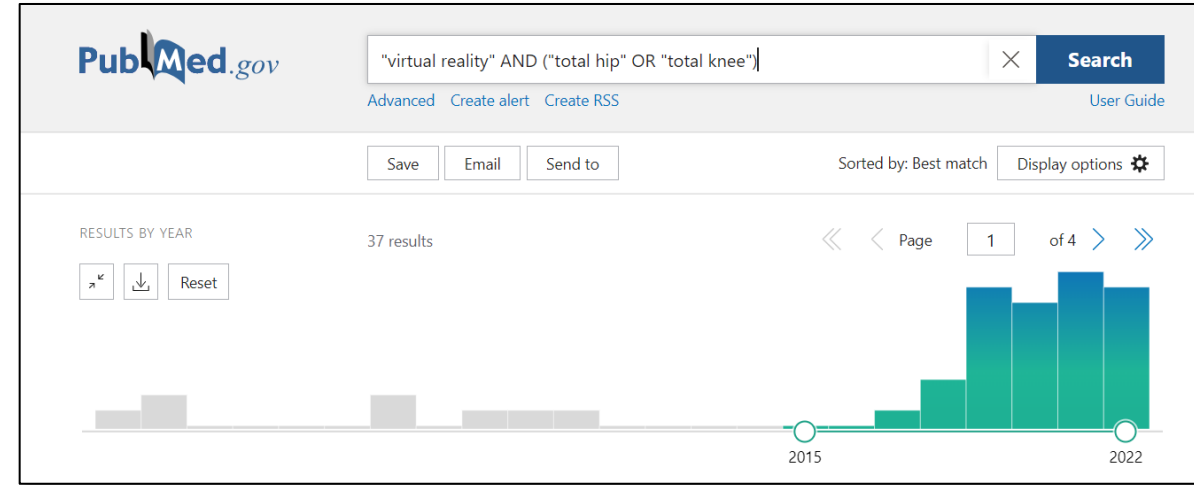 PubMed.gov
"virtual reality" AND ("total hip" OR "total knee")
Search
Advanced Create alert Create RSS
User Guide
Save Email Send to
Sorted by: Best match Display options
RESULTS BY YEAR
37 results
Page 1 of 4
Reset
2015 2022